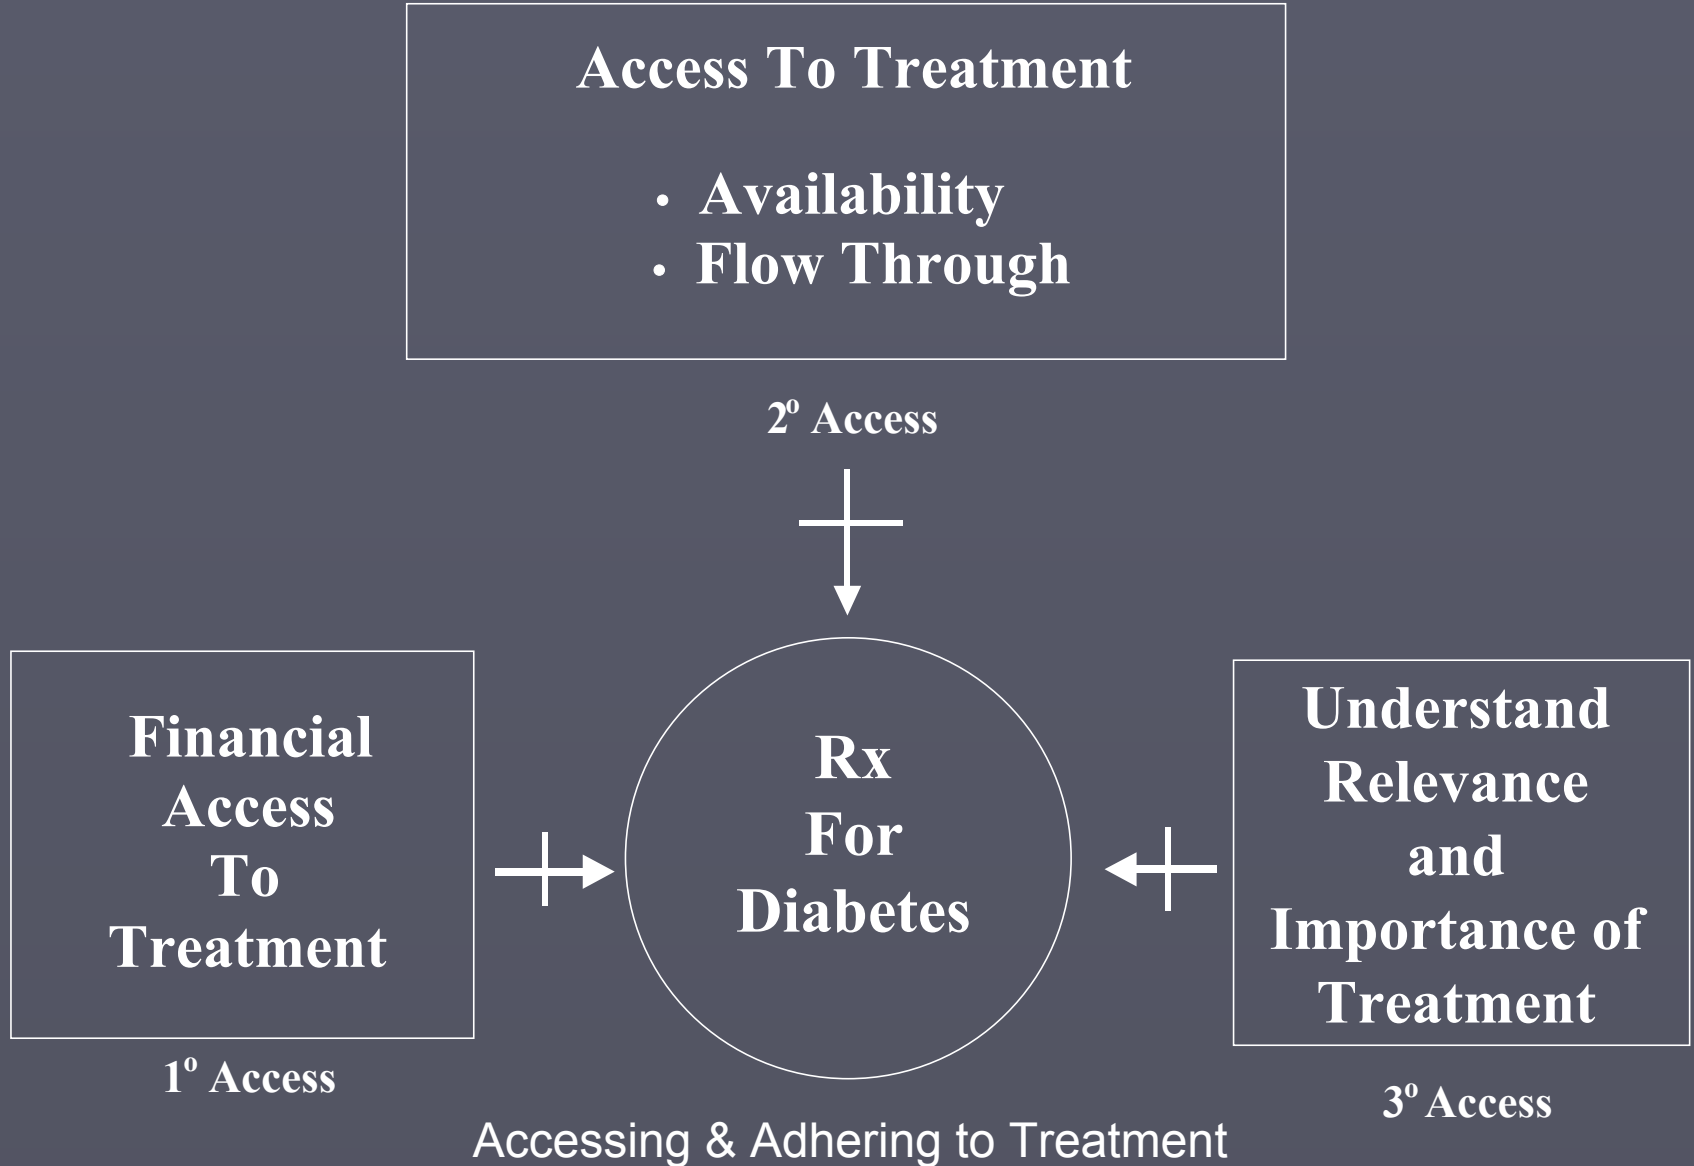 Access To Treatment
• Availability
• Flow Through
2º Access
Financial
Access
To
Treatment
1º Access
Rx
For
Diabetes
Understand
Relevance
and
Importance of
Treatment
3º Access
Accessing & Adhering to Treatment